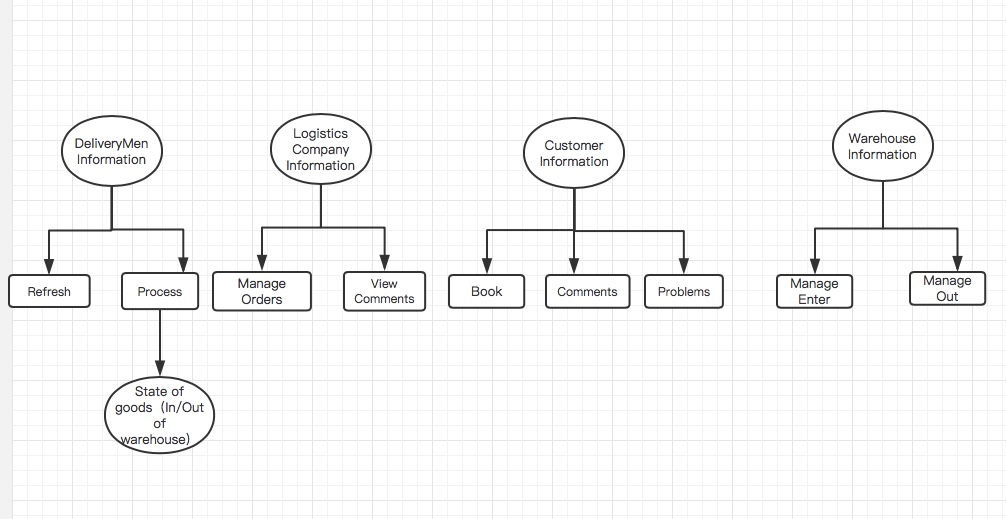 DeliveryMen
Information
Logistics
Company
Information
Customer
Information
Warehouse
Information
Refresh
Process
Manage
Orders
View
Comments
Book
Comments
Problems
Manage
Enter
Manage
Out
State of
goods（In/Out
of
warehouse）